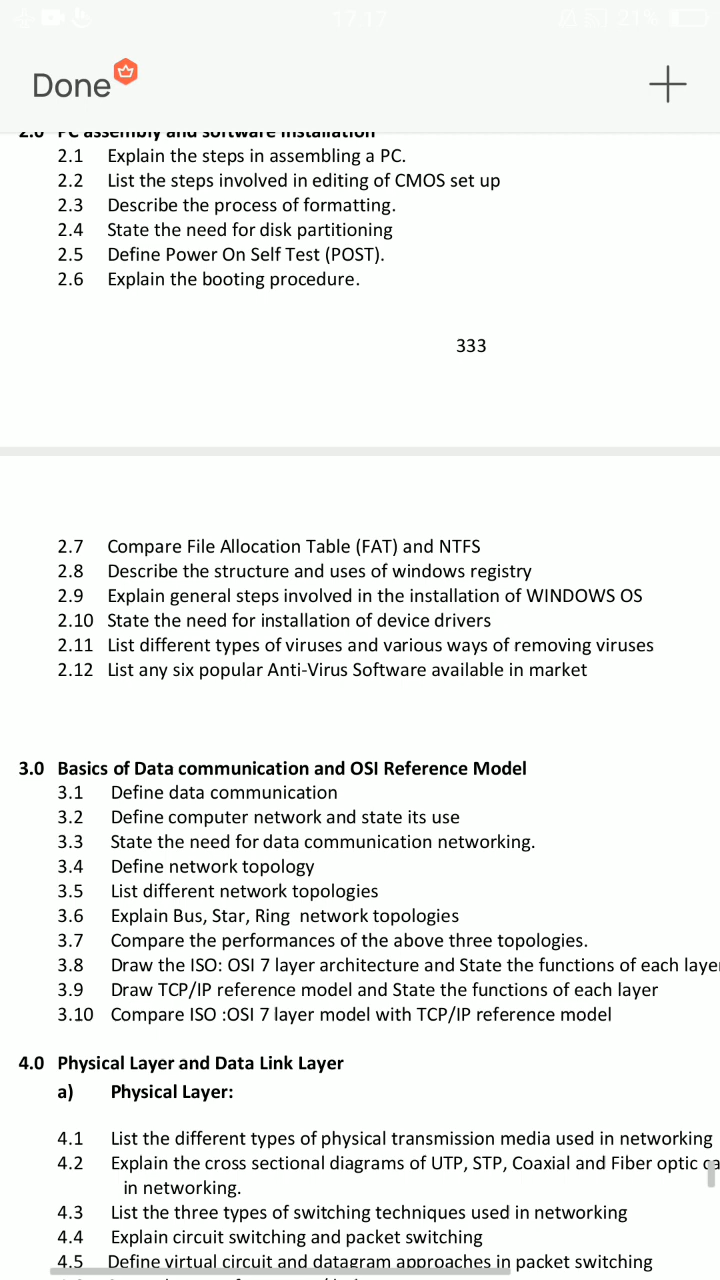 17:17
21%
Done
2.0 PC assembly and software installation
2.1 Explain the steps in assembling a PC.
2.2 List the steps involved in editing of CMOS set up
2.3 Describe the process of formatting.
2.4 State the need for disk partitioning
2.5 Define Power On Self Test (POST).
2.6 Explain the booting procedure.
333
2.7 Compare File Allocation Table (FAT) and NTFS
2.8 Describe the structure and uses of windows registry
2.9 Explain general steps involved in the installation of WINDOWS OS
2.10 State the need for installation of device drivers
2.11 List different types of viruses and various ways of removing viruses
2.12 List any six popular Anti-Virus Software available in market
3.0 Basics of Data communication and OSI Reference Model
3.1 Define data communication
3.2 Define computer network and state its use
3.3 State the need for data communication networking.
3.4 Define network topology
3.5 List different network topologies
3.6 Explain Bus, Star, Ring network topologies
3.7 Compare the performances of the above three topologies.
3.8 Draw the ISO: OSI 7 layer architecture and State the functions of each laye
3.9 Draw TCP/IP reference model and State the functions of each layer
3.10 Compare ISO :OSI 7 layer model with TCP/IP reference model
4.0 Physical Layer and Data Link Layer
a) Physical Layer:
4.1 List the different types of physical transmission media used in networking
4.2 Explain the cross sectional diagrams of UTP, STP, Coaxial and Fiber optic ca
in networking.
4.3 List the three types of switching techniques used in networking
4.4 Explain circuit switching and packet switching
4.5 Define virtual circuit and datagram approaches in packet switching